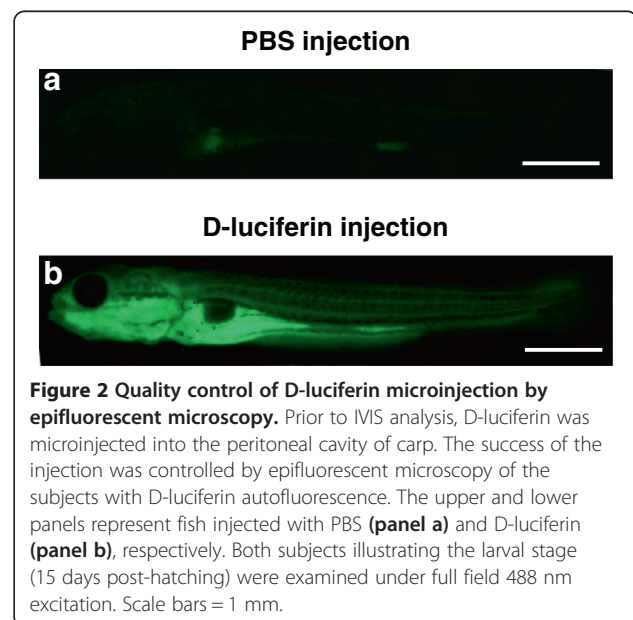 PBS injection
a
D-luciferin injection
b
Figure 2 Quality control of D-luciferin microinjection by
epifluorescent microscopy. Prior to IVIS analysis, D-luciferin was
microinjected into the peritoneal cavity of carp. The success of the
injection was controlled by epifluorescent microscopy of the
subjects with D-luciferin autofluorescence. The upper and lower
panels represent fish injected with PBS (panel a) and D-luciferin
(panel b), respectively. Both subjects illustrating the larval stage
(15 days post-hatching) were examined under full field 488 nm
excitation. Scale bars = 1 mm.